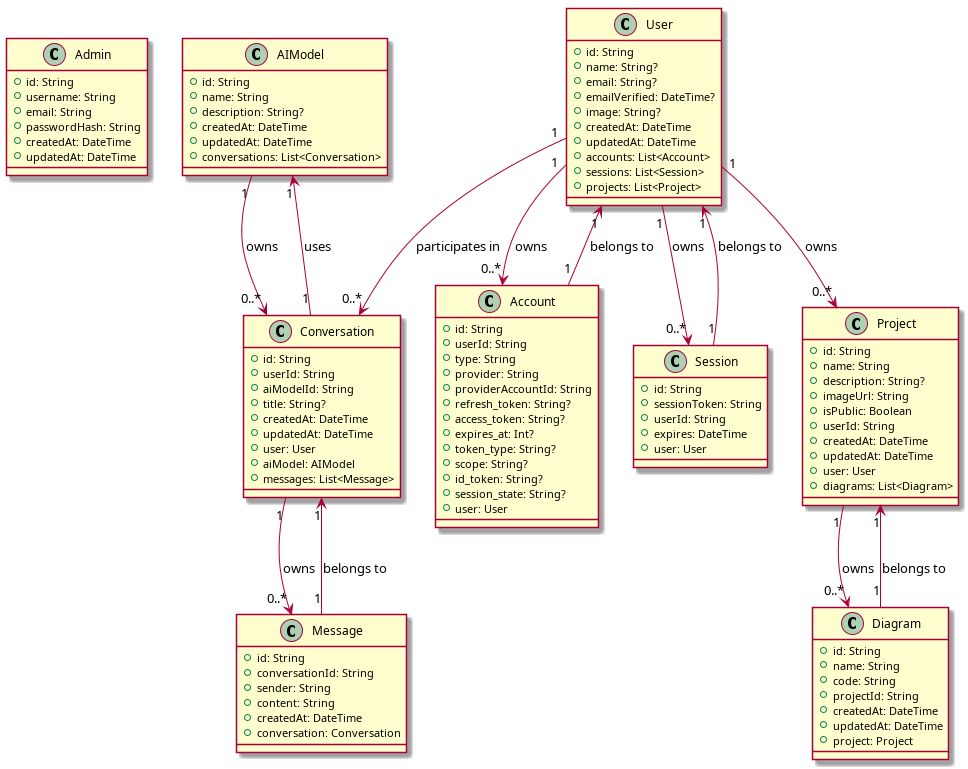 C User
id: String
name: String?
email: String?
emailVerified: DateTime?
image: String?
createdAt: DateTime
updatedAt: DateTime
accounts: List<Account>
sessions: List<Session>
projects: List<Project>
C Admin
id: String
username: String
email: String
passwordHash: String
createdAt: DateTime
updatedAt: DateTime
C AIModel
id: String
name: String
description: String?
createdAt: DateTime
updatedAt: DateTime
conversations: List<Conversation>
1
1
1
1
1
1
1
1
owns
uses
participates in
owns
belongs to
owns
belongs to
owns
0..*
1
0..*
0..*
1
0..*
1
0..*
C Account
id: String
userId: String
type: String
provider: String
providerAccountId: String
refresh_token: String?
access_token: String?
expires_at: Int?
token_type: String?
scope: String?
id_token: String?
session_state: String?
user: User
C Project
id: String
name: String
description: String?
imageUrl: String
isPublic: Boolean
userId: String
createdAt: DateTime
updatedAt: DateTime
user: User
diagrams: List<Diagram>
C Conversation
id: String
userId: String
aiModelId: String
title: String?
createdAt: DateTime
updatedAt: DateTime
user: User
aiModel: AIModel
messages: List<Message>
C Session
id: String
sessionToken: String
userId: String
expires: DateTime
user: User
1
1
1
1
owns
belongs to
owns
belongs to
0..*
1
0..*
1
C Message
id: String
conversationId: String
sender: String
content: String
createdAt: DateTime
conversation: Conversation
C Diagram
id: String
name: String
code: String
projectId: String
createdAt: DateTime
updatedAt: DateTime
project: Project